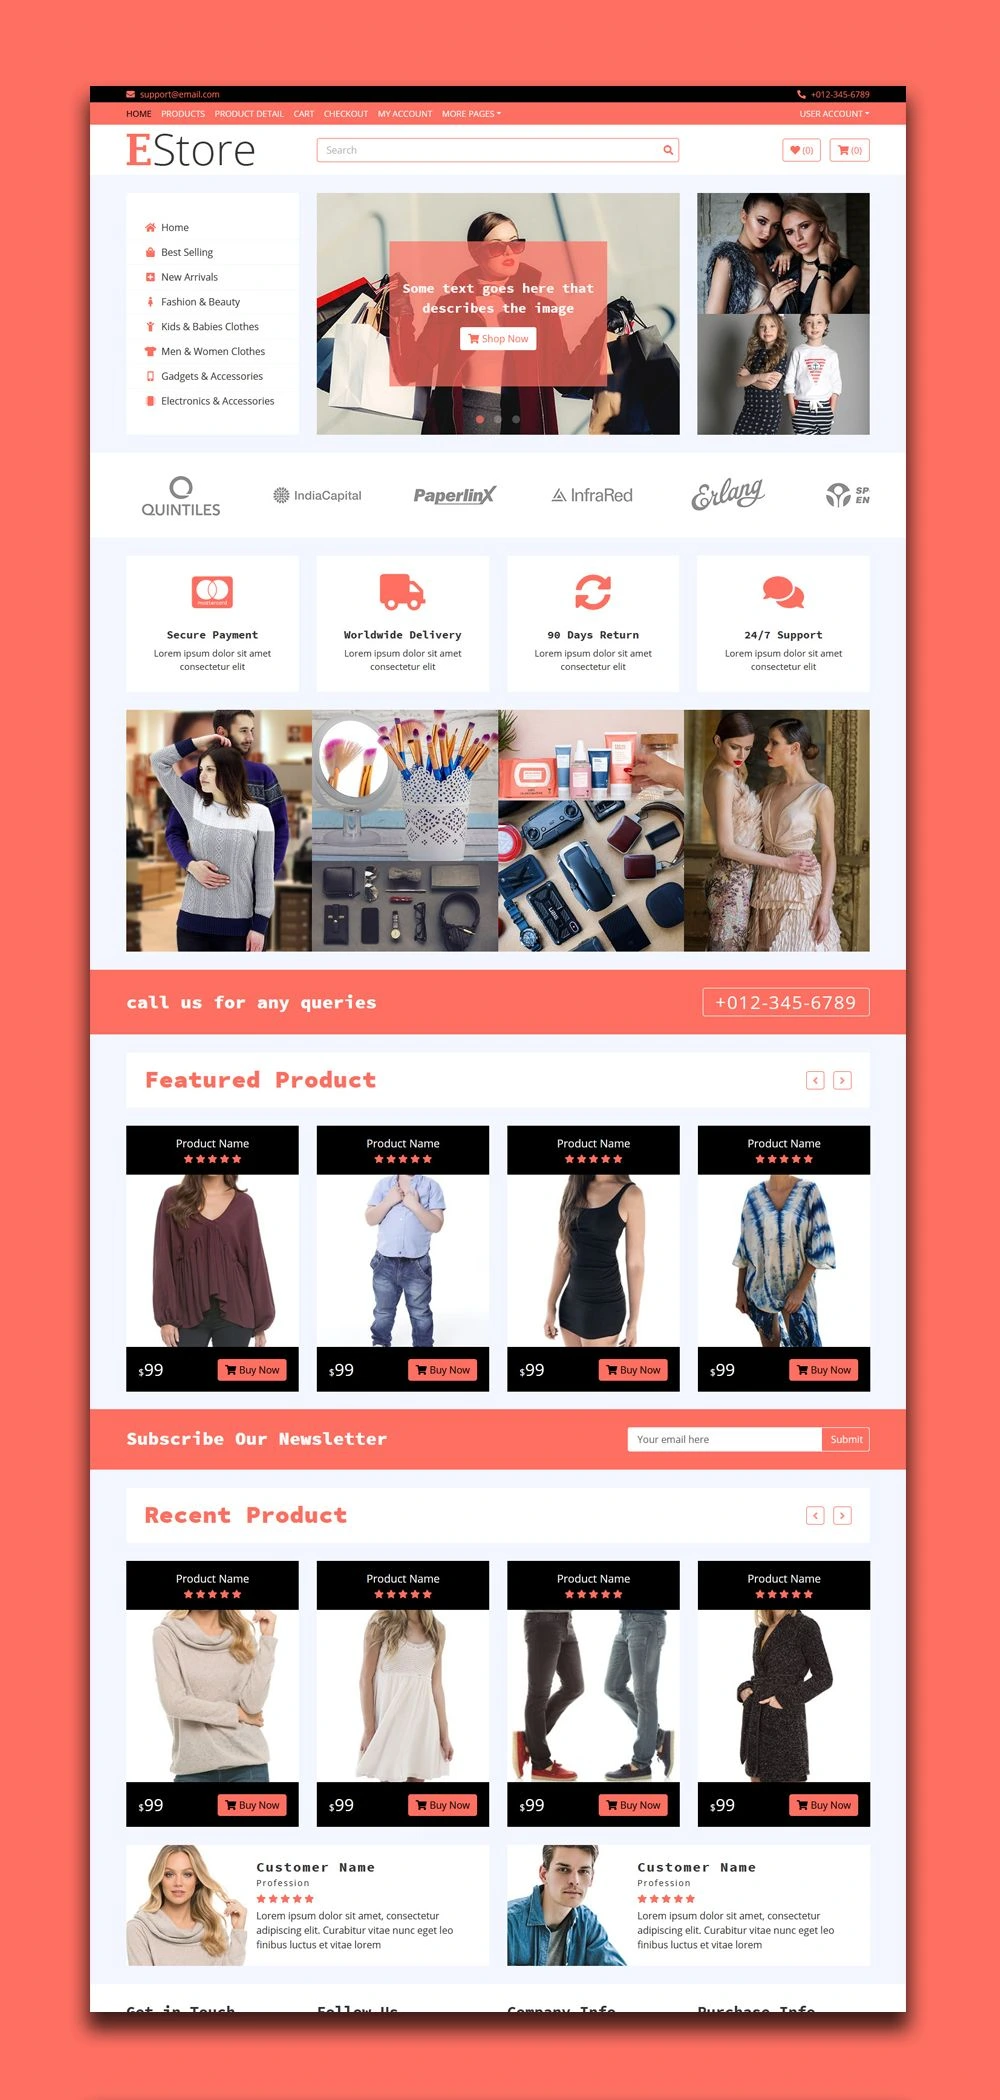 support@email.com +012-345-6789
HOME PRODUCTS PRODUCT DETAIL CART CHECKOUT MY ACCOUNT MORE PAGES USER ACCOUNT
EStore
Search
(0) (0)
Home
Best Selling
New Arrivals
Fashion & Beauty
Kids & Babies Clothes
Men & Women Clothes
Gadgets & Accessories
Electronics & Accessories
Some text goes here that
describes the image
Shop Now
QUINTILES IndiaCapital PaperlinX InfraRed Erlang SP
EN
mastercard
Secure Payment
Lorem ipsum dolor sit amet
consectetur elit
Worldwide Delivery
Lorem ipsum dolor sit amet
consectetur elit
90 Days Return
Lorem ipsum dolor sit amet
consectetur elit
24/7 Support
Lorem ipsum dolor sit amet
consectetur elit
call us for any queries +012-345-6789
Featured Product
Product Name Product Name Product Name Product Name
$99 Buy Now $99 Buy Now $99 Buy Now $99 Buy Now
Subscribe Our Newsletter Your email here Submit
Recent Product
Product Name Product Name Product Name Product Name
$99 Buy Now $99 Buy Now $99 Buy Now $99 Buy Now
Customer Name
Profession
Lorem ipsum dolor sit amet, consectetur
adipiscing elit. Curabitur vitae nunc eget leo
finibus luctus et vitae lorem
Customer Name
Profession
Lorem ipsum dolor sit amet, consectetur
adipiscing elit. Curabitur vitae nunc eget leo
finibus luctus et vitae lorem
Get in Touch Follow Us Company Info Purchase Info